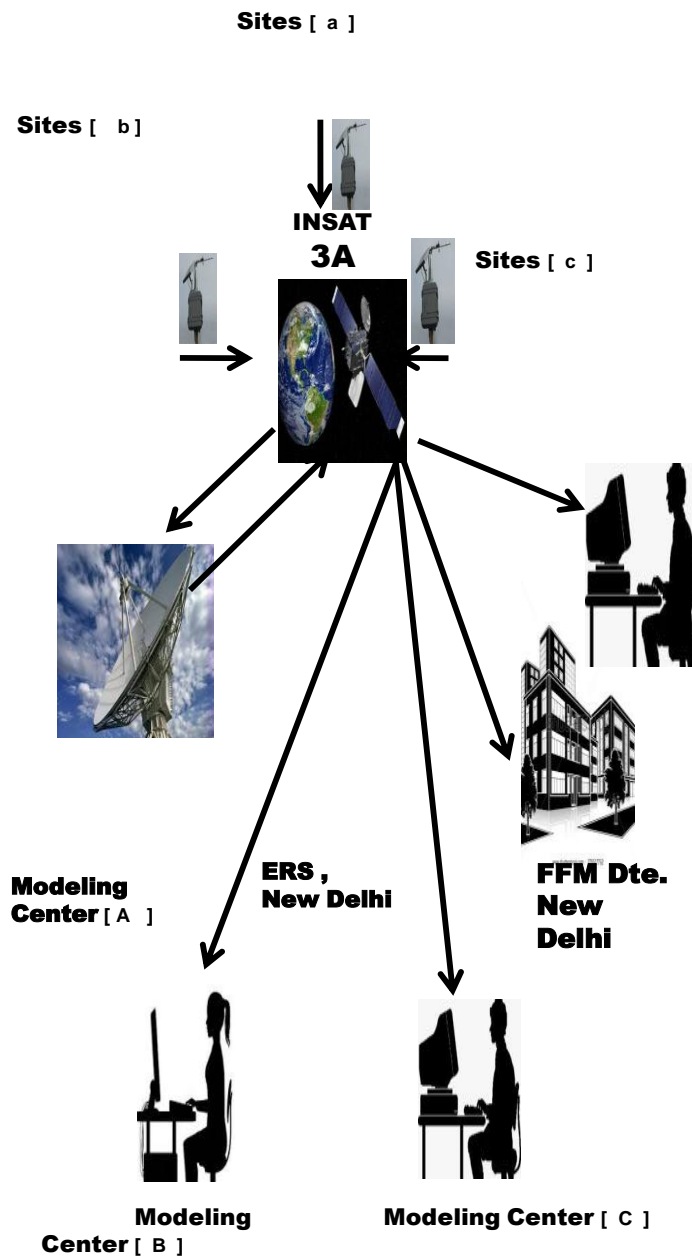 Sites [ a ]
Sites [ b ]
INSAT
3A
Sites [ c ]
Modeling
Center [ A ]
ERS ,
New Delhi
FFM Dte.
New
Delhi
Modeling
Center [ B ]
Modeling Center [ C ]